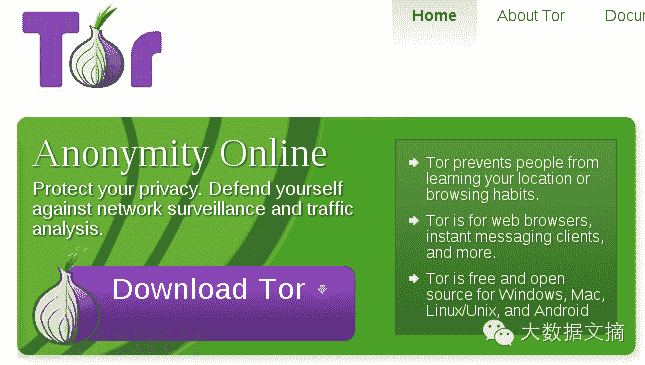 Tor
Home About Tor Docu
Anonymity Online
Protect your privacy. Defend yourself
against network surveillance and traffic
analysis.
Download Tor
Tor prevents people from
learning your location or
browsing habits.
Tor is for web browsers,
instant messaging clients,
and more.
Tor is free and open
source for Windows, Mac,
Linux/Unix, and Android
大数据文摘